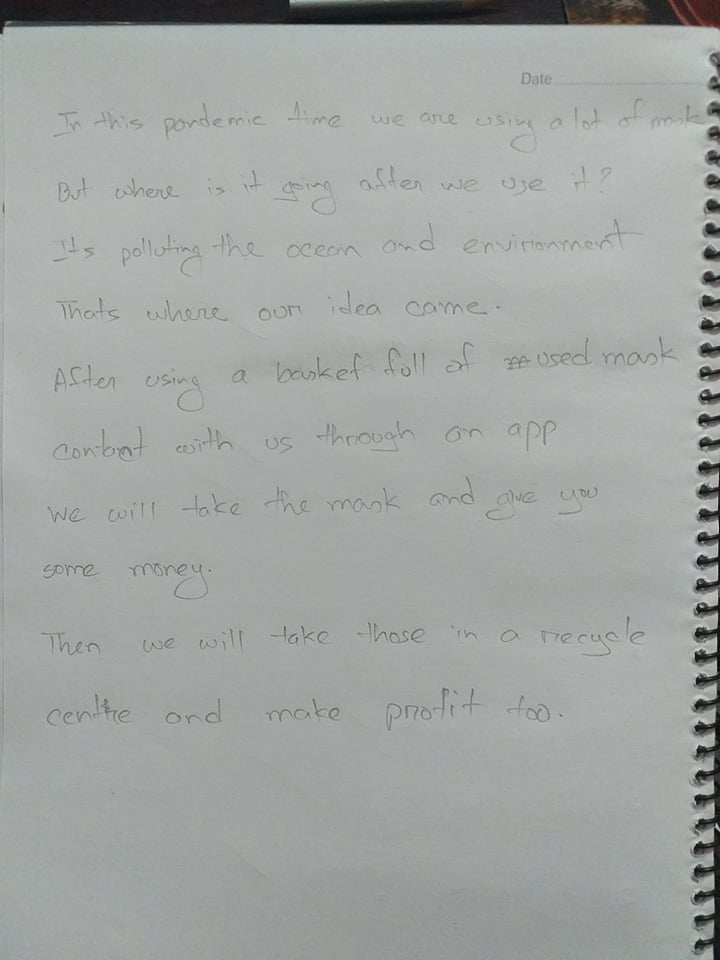 Date
In this pandemic time we are using a lot of mask
But where is it going after we use it?
Its polluting the ocean and environment
Thats where our idea came.
After using a basket full of used mask
contact with us through an app
we will take the mask and give you
some money.
Then we will take those in a recycle
centre and make profit too.